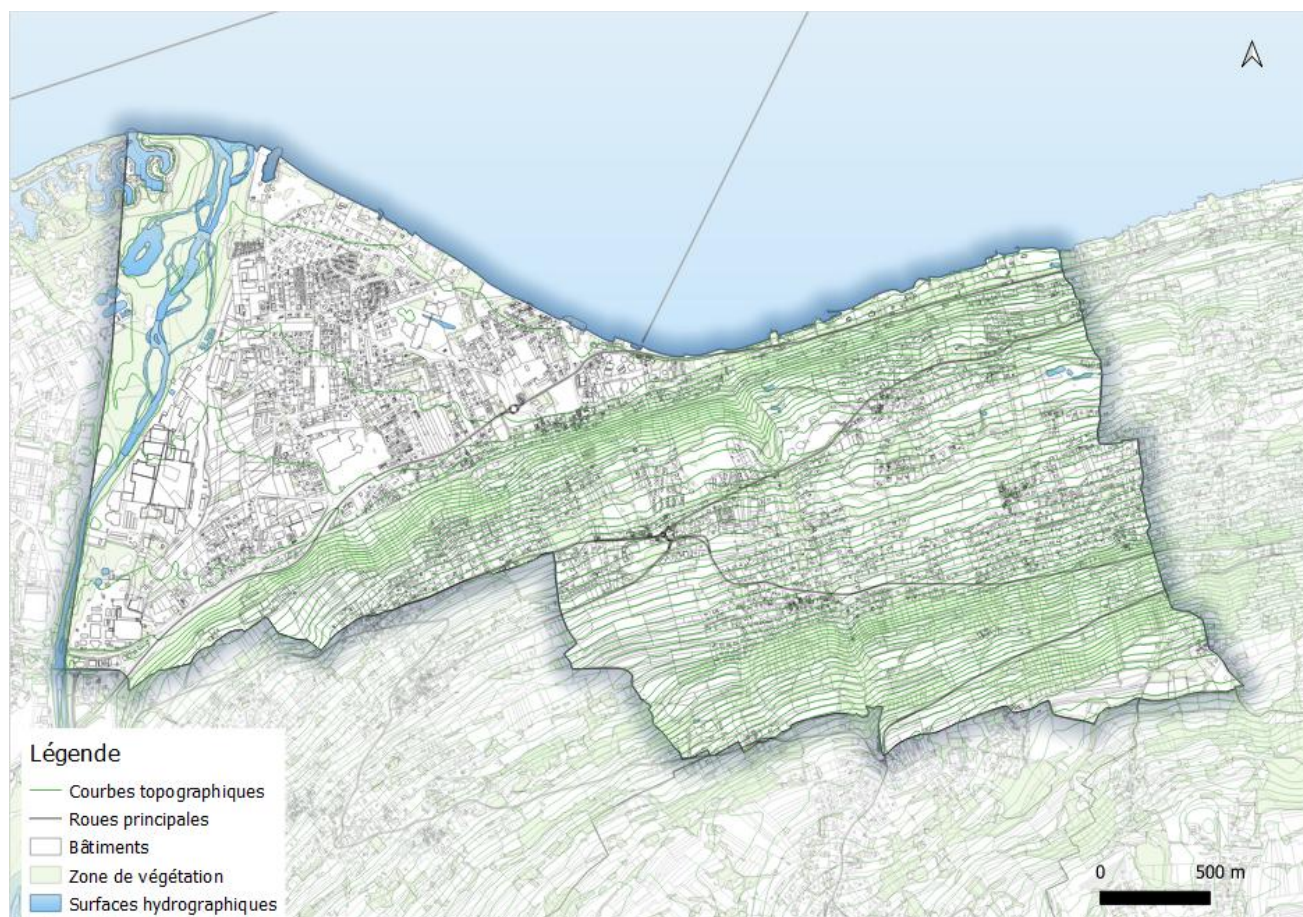 Légende
Courbes topographiques
Roues principales
Bâtiments
Zone de végétation
Surfaces hydrographiques
0 500 m